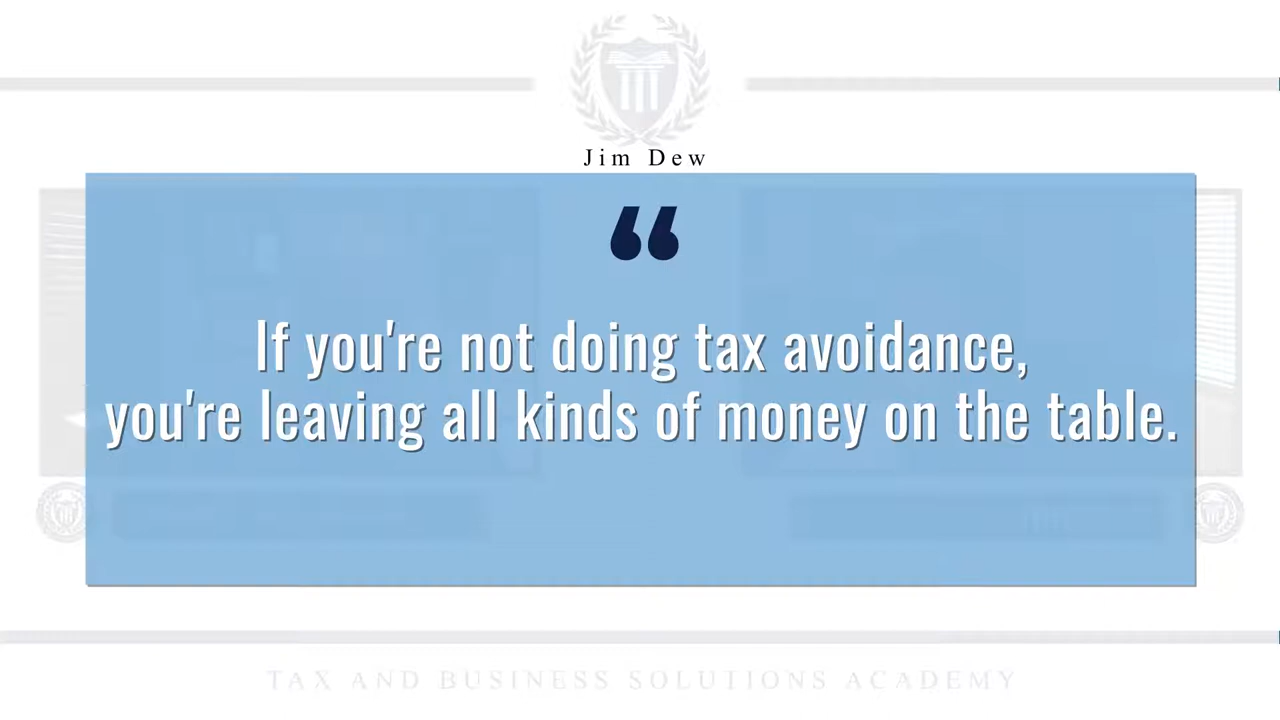 Jim Dew
“
If you're not doing tax avoidance,
you're leaving all kinds of money on the table.
TAX AND BUSINESS SOLUTIONS ACADEMY